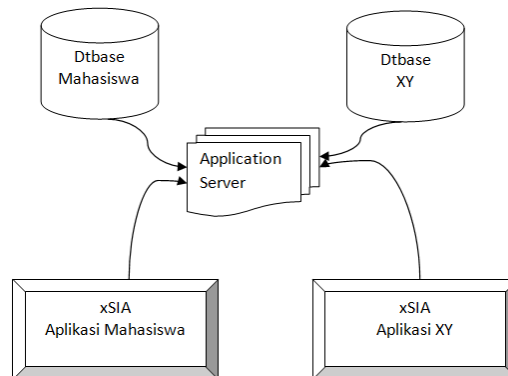 Dtbase
Mahasiswa
Dtbase
XY
Application
Server
xSIA
Aplikasi Mahasiswa
xSIA
Aplikasi XY